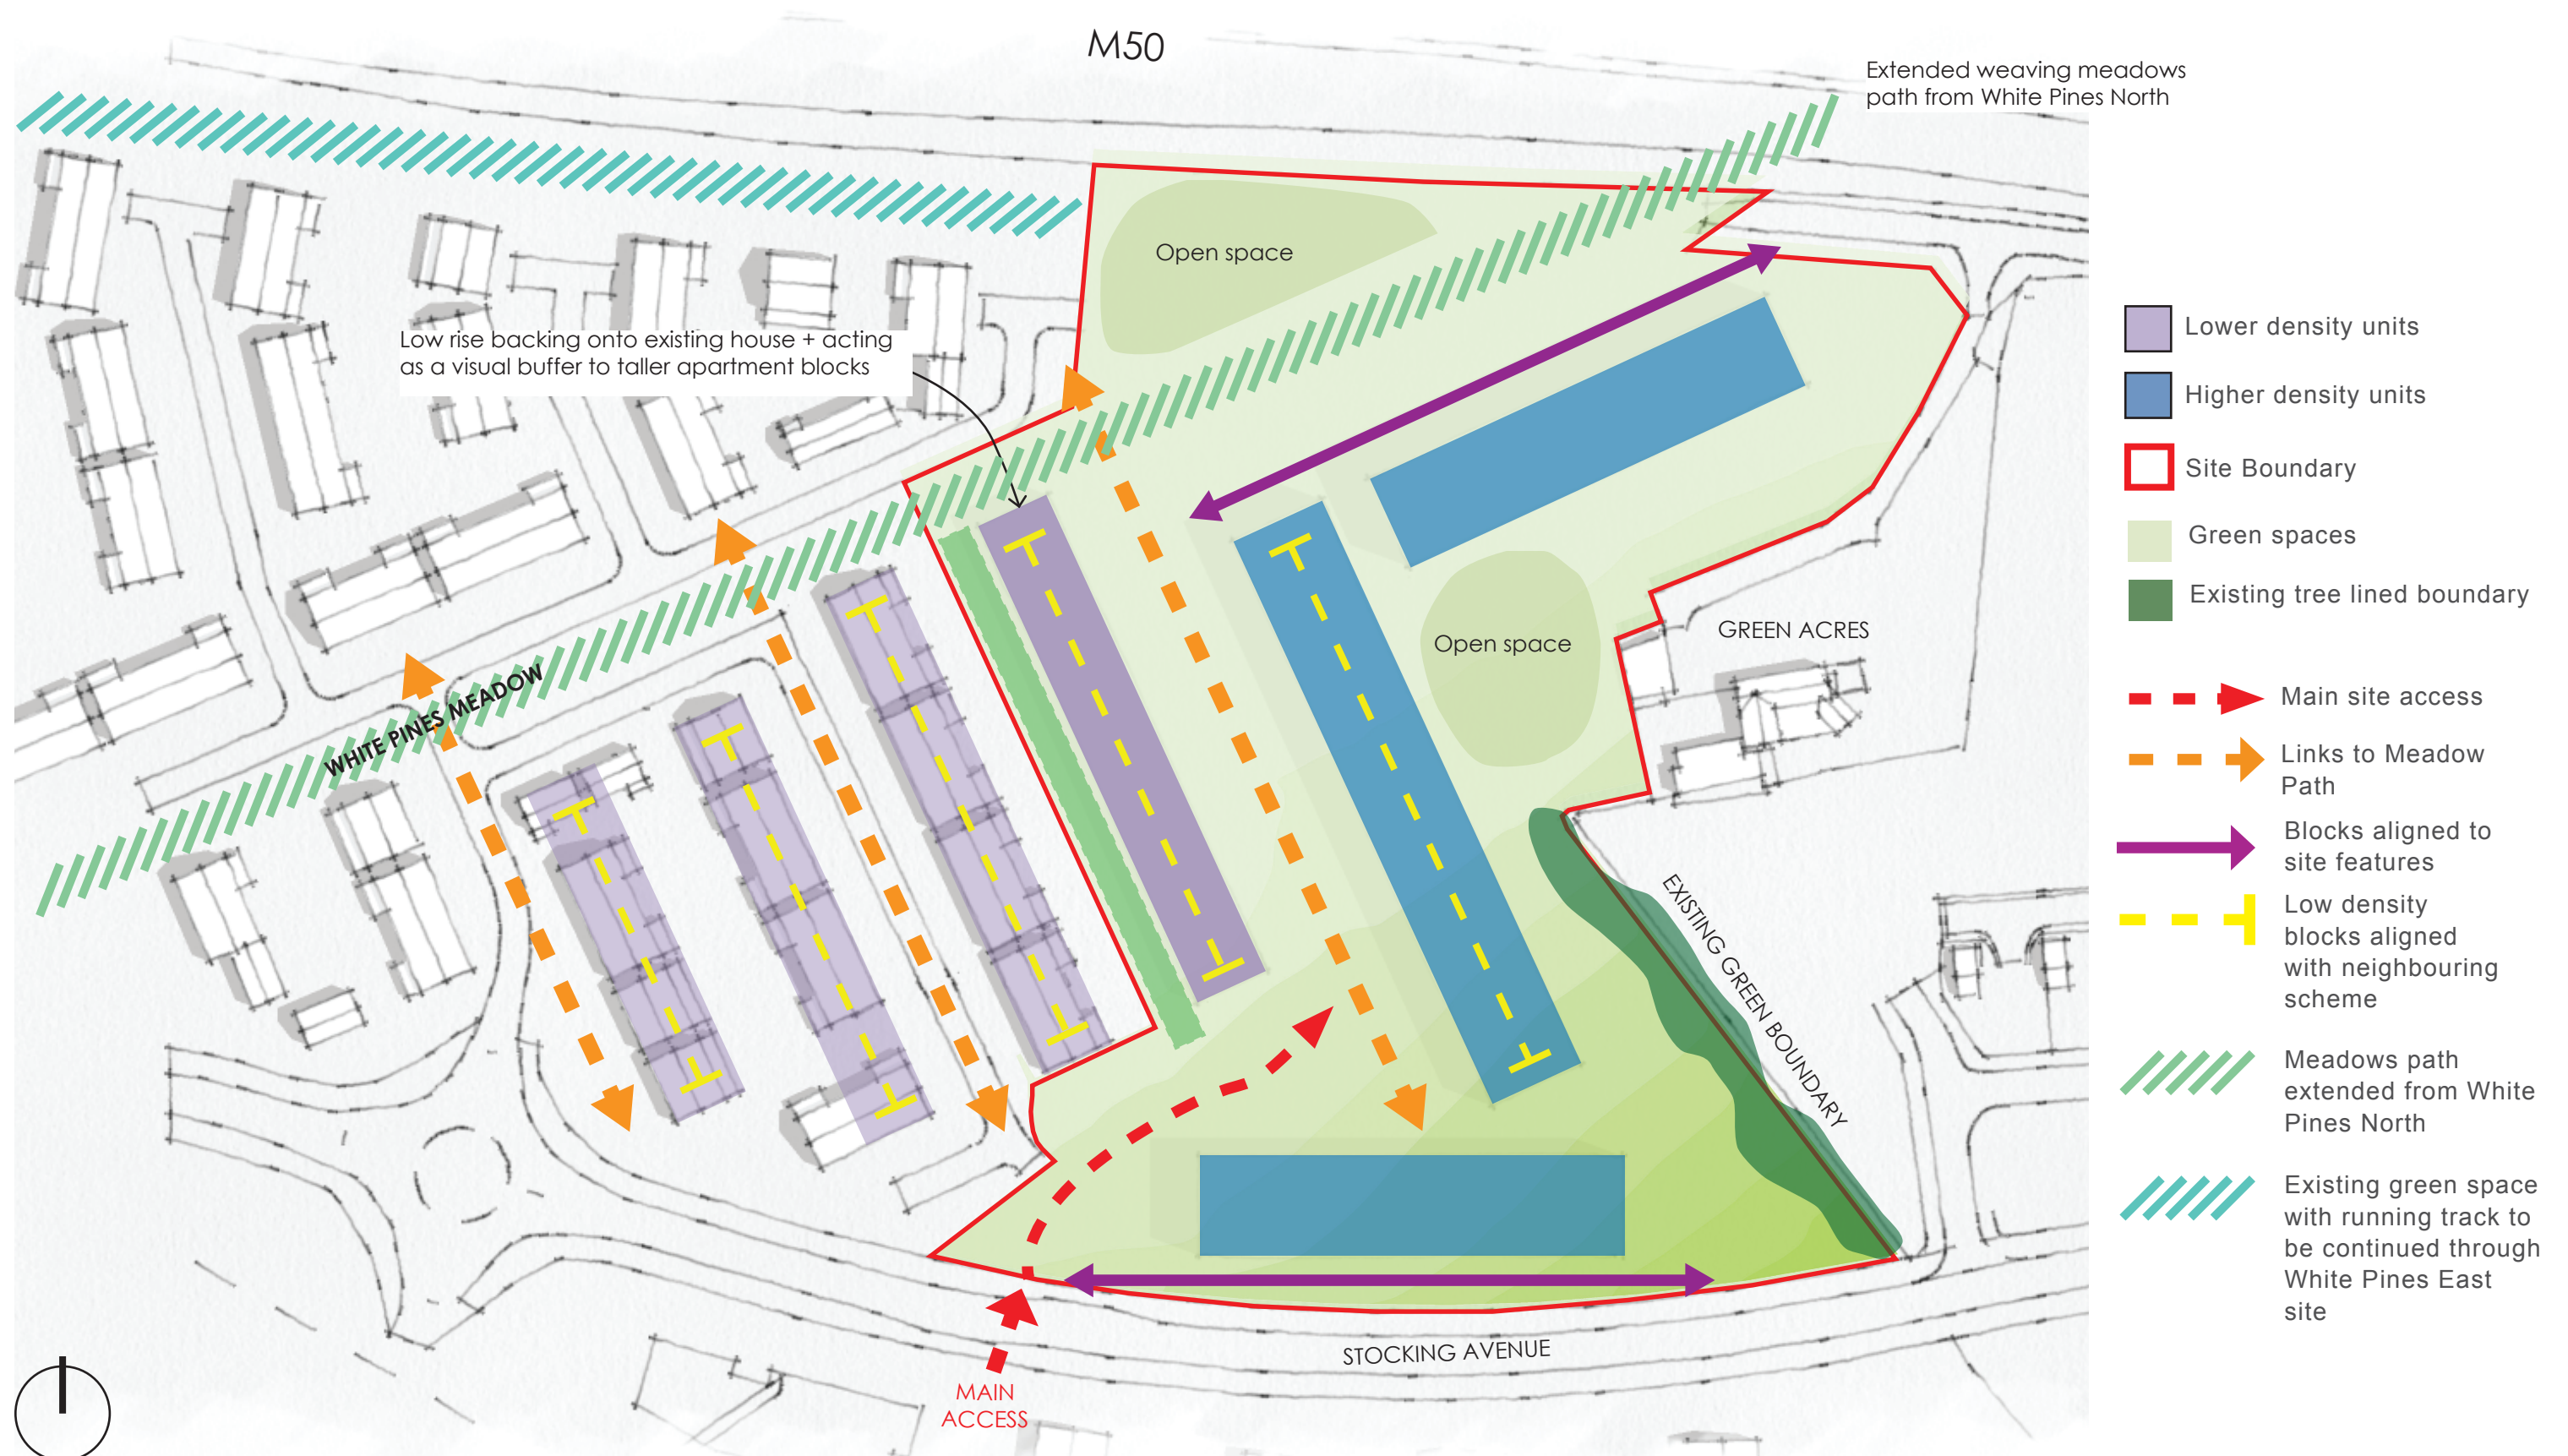 M50
Extended weaving meadows
path from White Pines North
Open space
Low rise backing onto existing house + acting
as a visual buffer to taller apartment blocks
Open space
GREEN ACRES
WHITE PINES MEADOW
EXISTING GREEN BOUNDARY
STOCKING AVENUE
MAIN
ACCESS
Lower density units
Higher density units
Site Boundary
Green spaces
Existing tree lined boundary
Main site access
Links to Meadow
Path
Blocks aligned to
site features
Low density
blocks aligned
with neighbouring
scheme
Meadows path
extended from White
Pines North
Existing green space
with running track to
be continued through
White Pines East
site